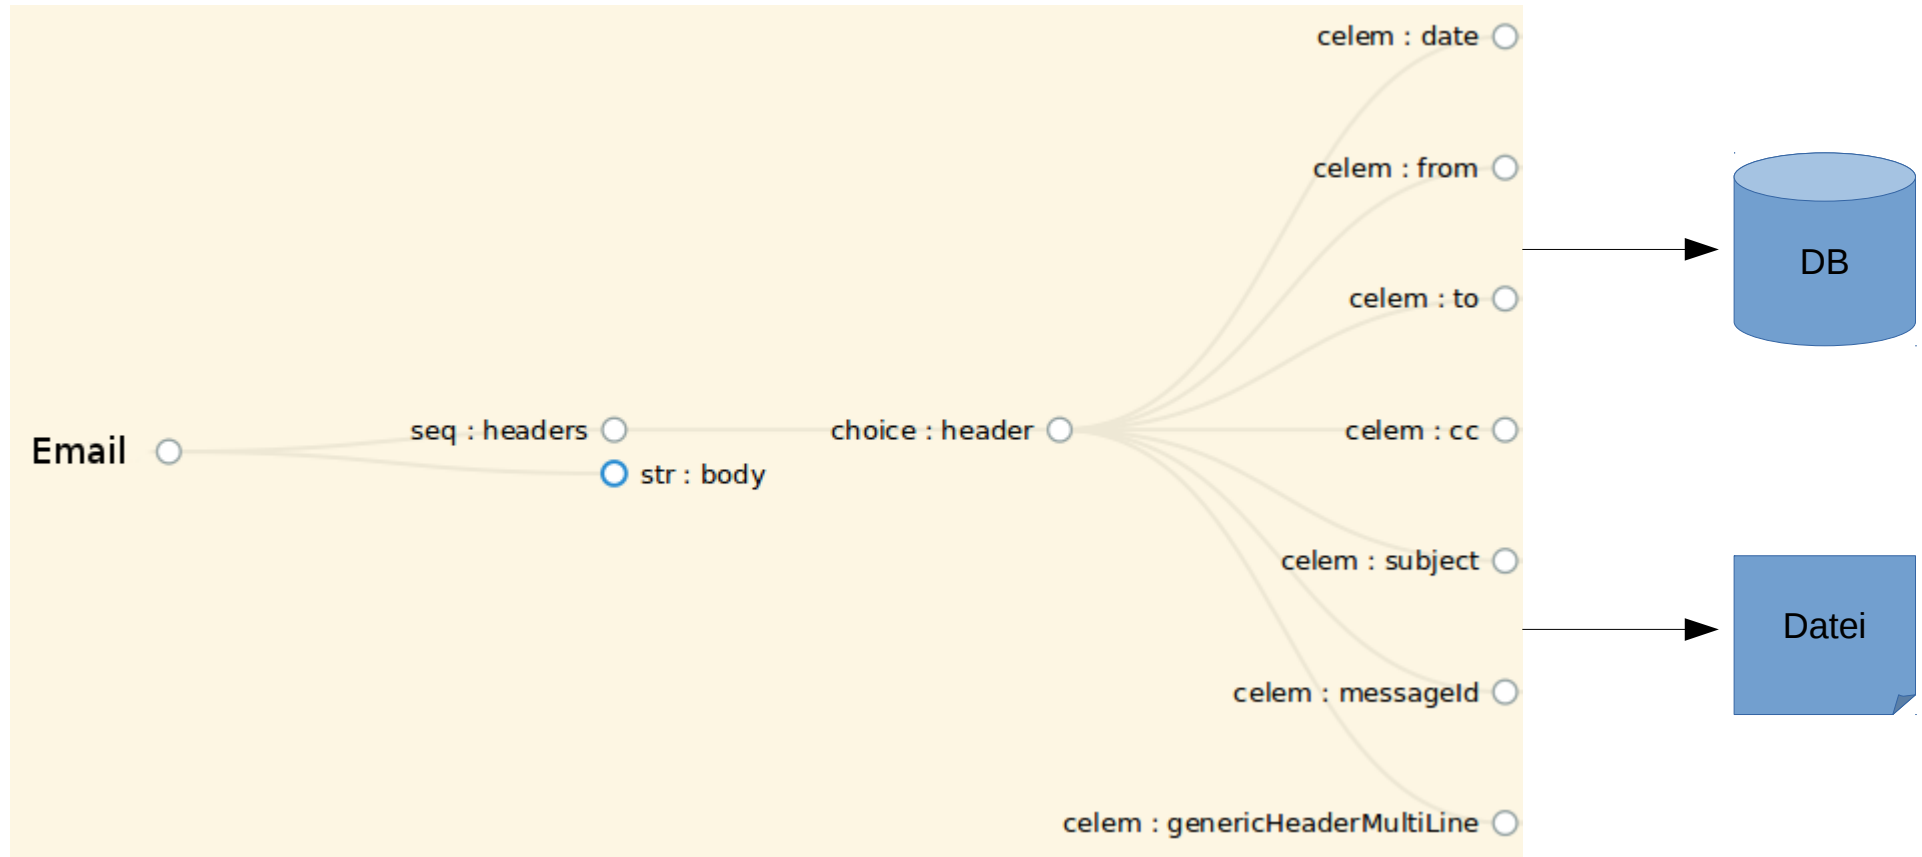 Email
seq : headers
str : body
choice : header
celem : date
celem : from
celem : to
celem : cc
celem : subject
celem : messageId
celem : genericHeaderMultiLine
DB
Datei